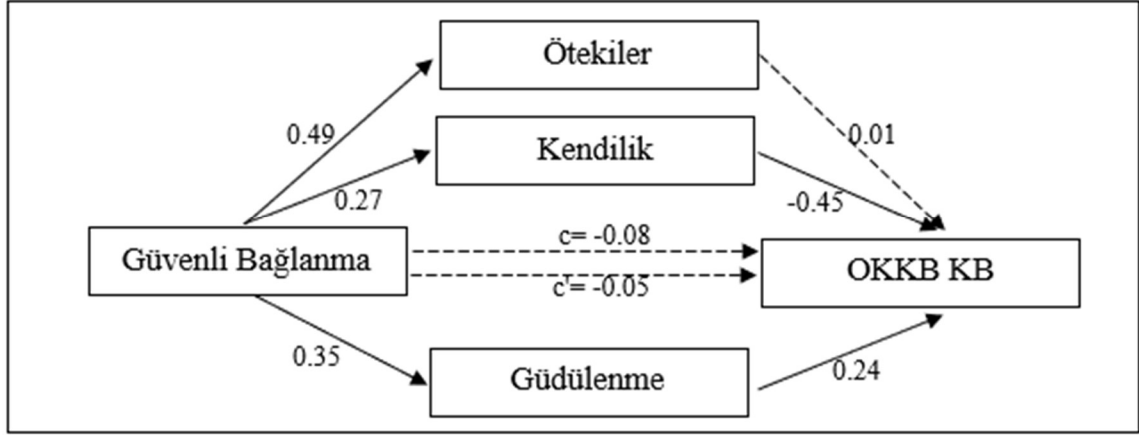 Ötekiler
0.49
0.01
Kendilik
0.27
-0.45
Güvenli Bağlanma
c= -0.08
c'= -0.05
OKKB KB
0.35
Güdülenme
0.24